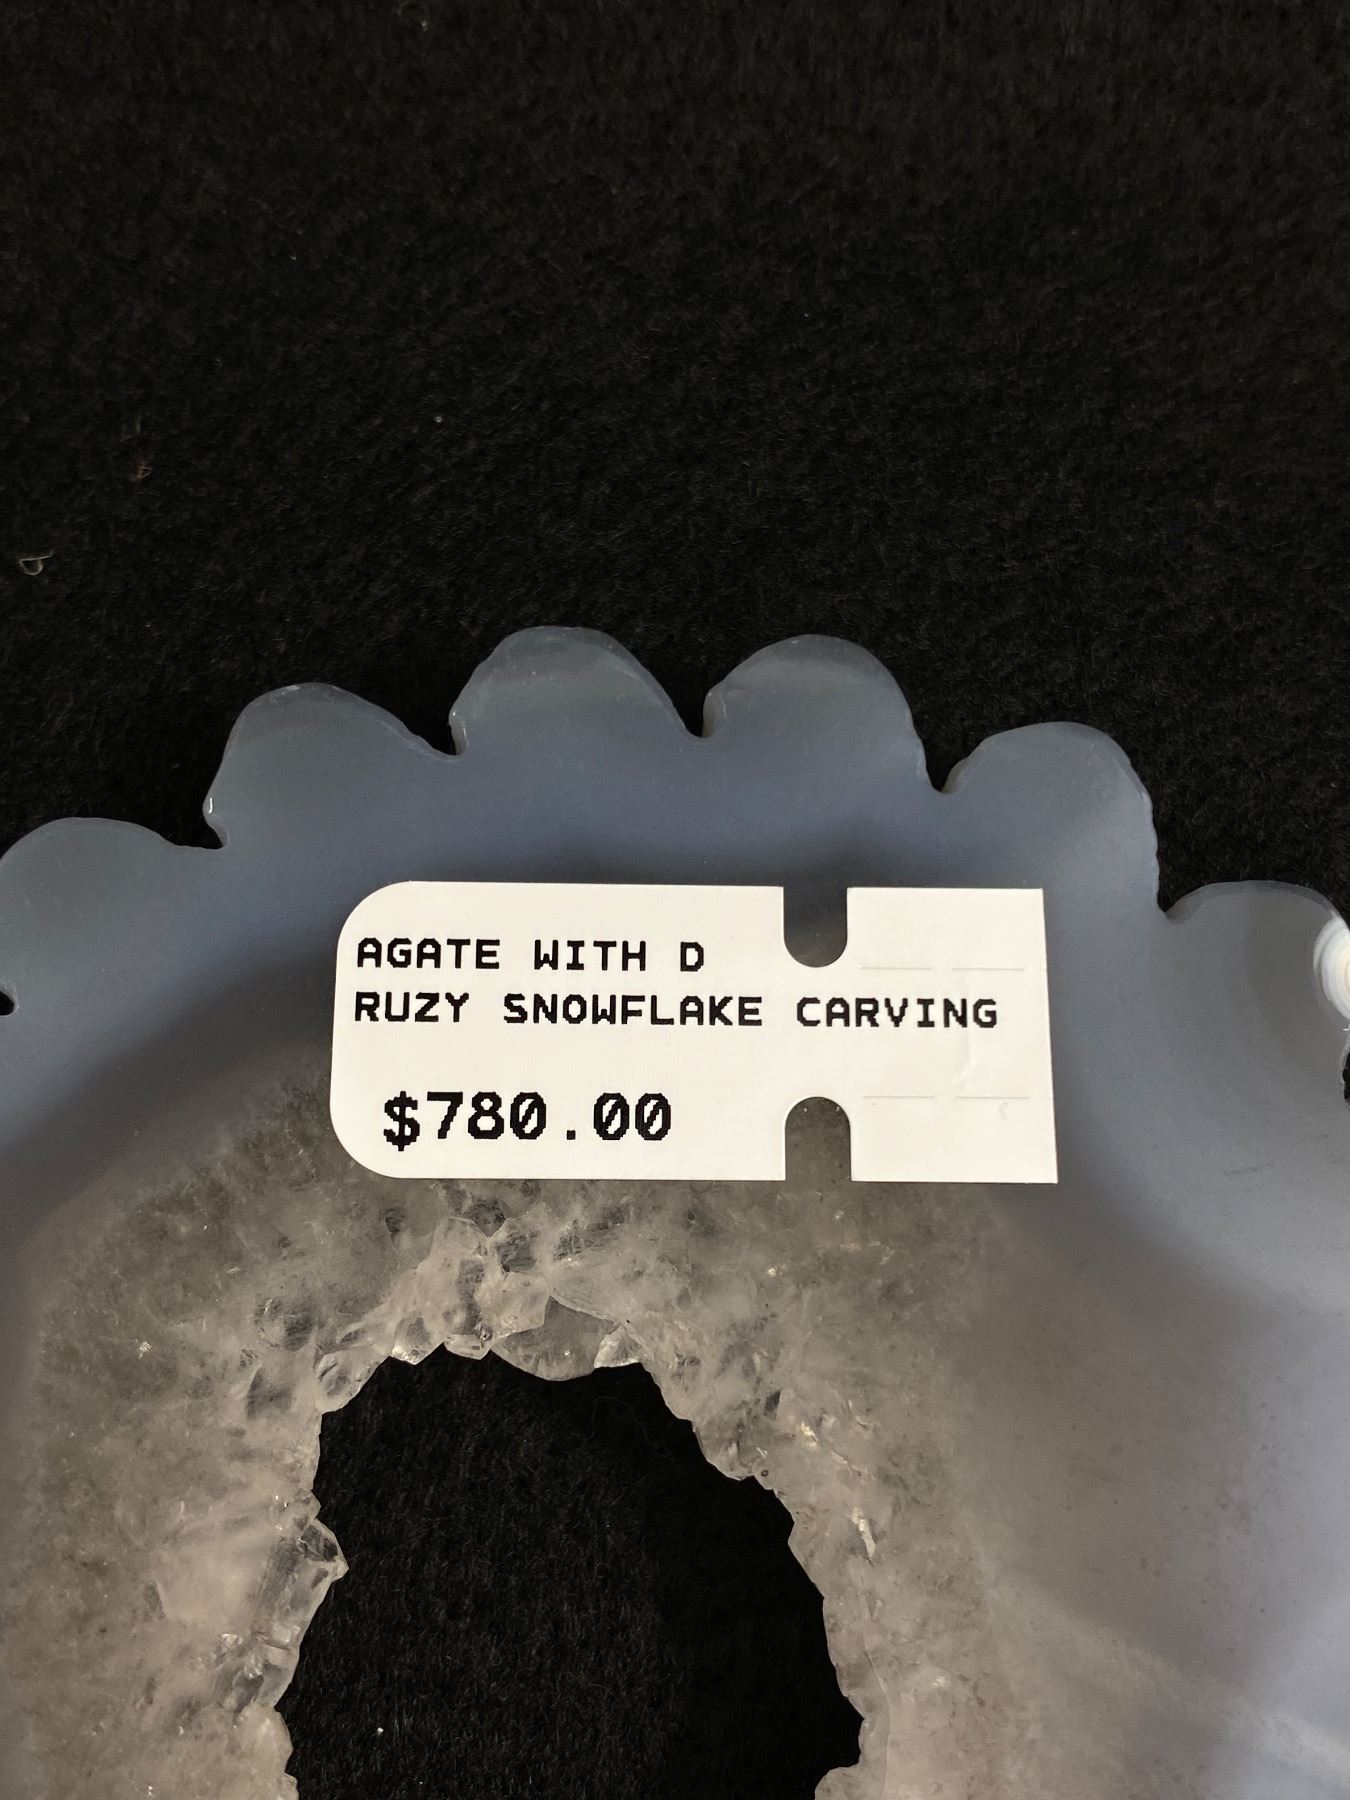 AGATE WITH D
RUZY SNOWFLAKE CARVING
$780.00